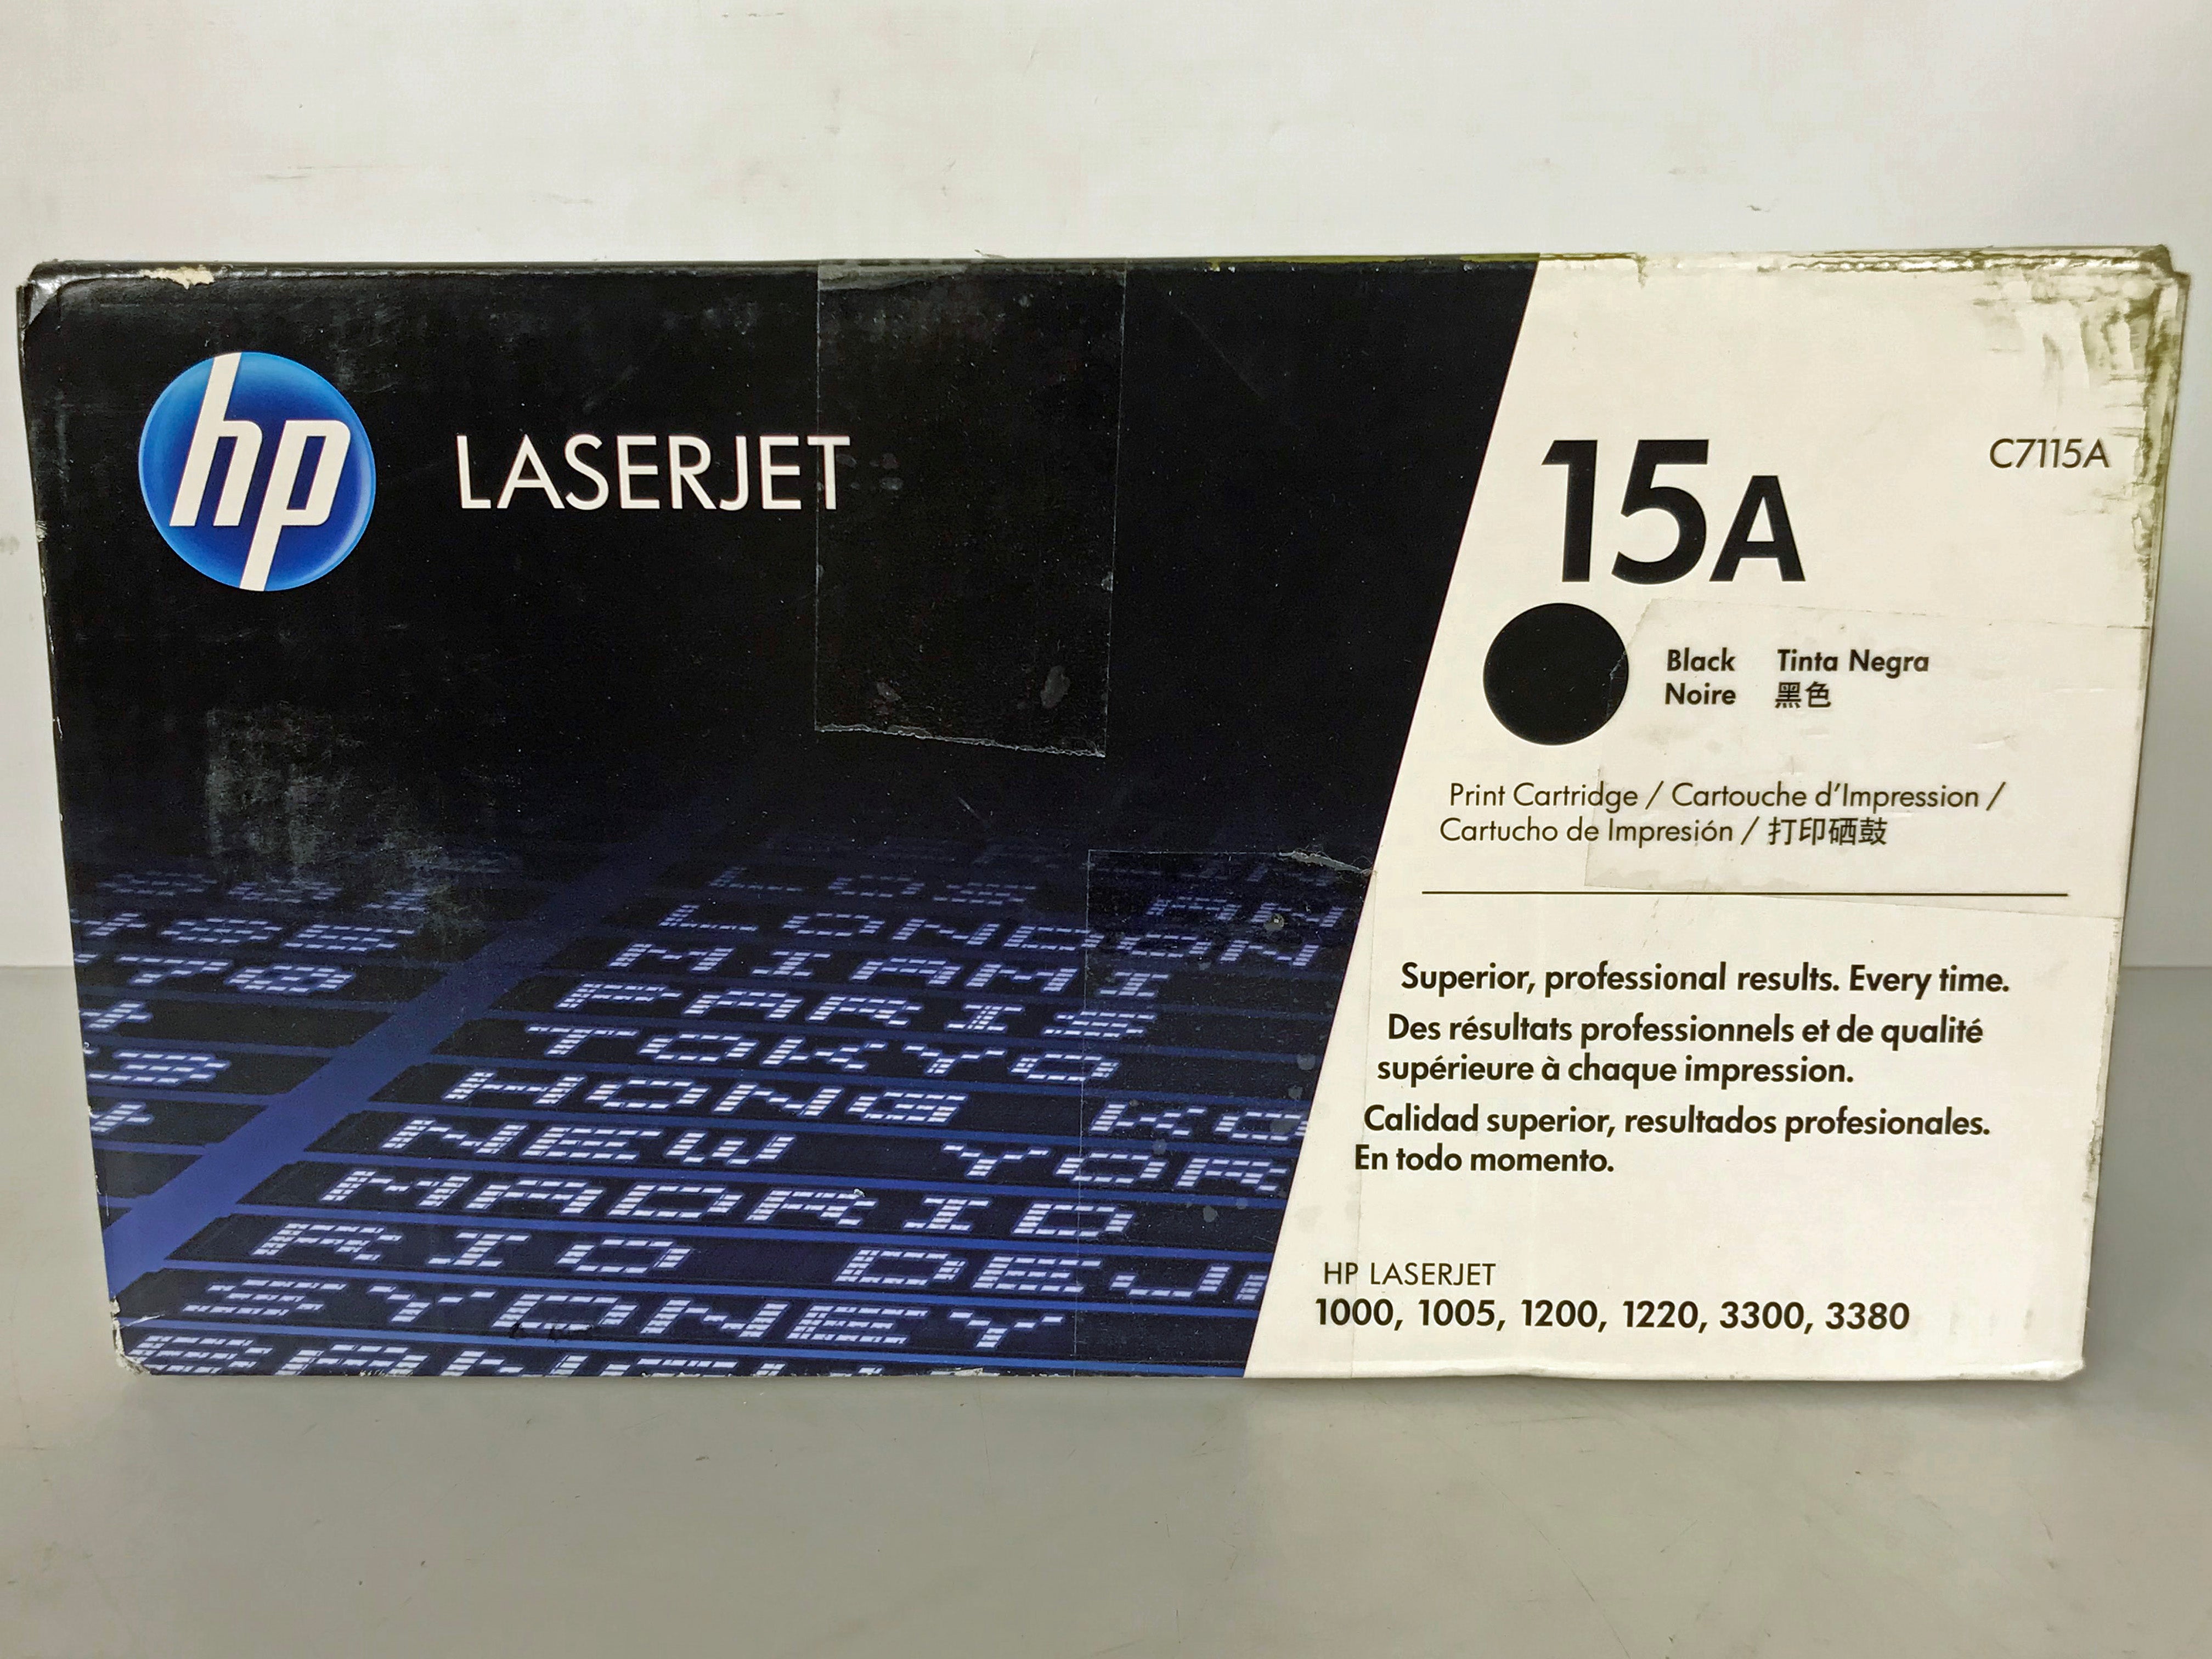 hp LASERJET
15A
C7115A
Black Tinta Negra
Noire 黑色
Print Cartridge / Cartouche d'Impression /
Cartucho de Impresión / 打印硒鼓
Superior, professional results. Every time.
Des résultats professionnels et de qualité
supérieure à chaque impression.
Calidad superior, resultados profesionales.
En todo momento.
HP LASERJET
1000, 1005, 1200, 1220, 3300, 3380
LONDON
MIAMI
PARIS
TOKYO
HONG
NEW
MADRID
RIO
SYDNEY